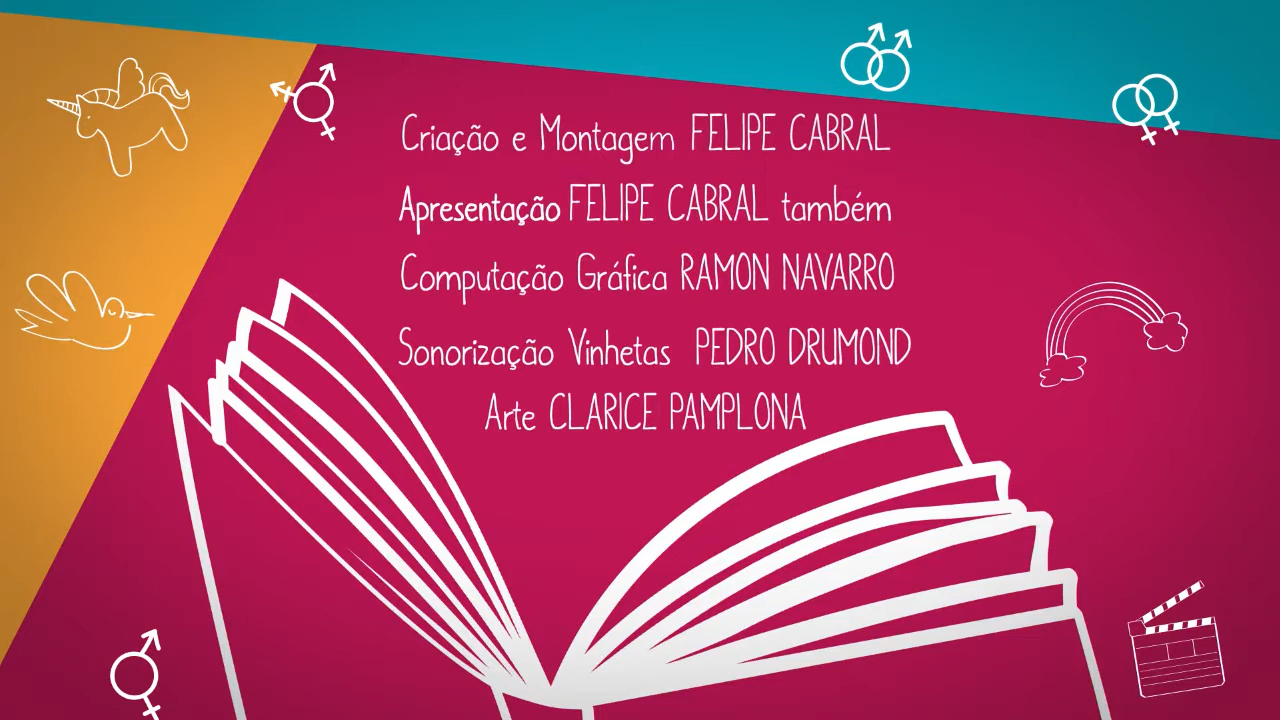 Criação e Montagem FELIPE CABRAL
Apresentação FELIPE CABRAL também
Computação Gráfica RAMON NAVARRO
Sonorização Vinhetas PEDRO DRUMOND
Arte CLARICE PAMPLONA